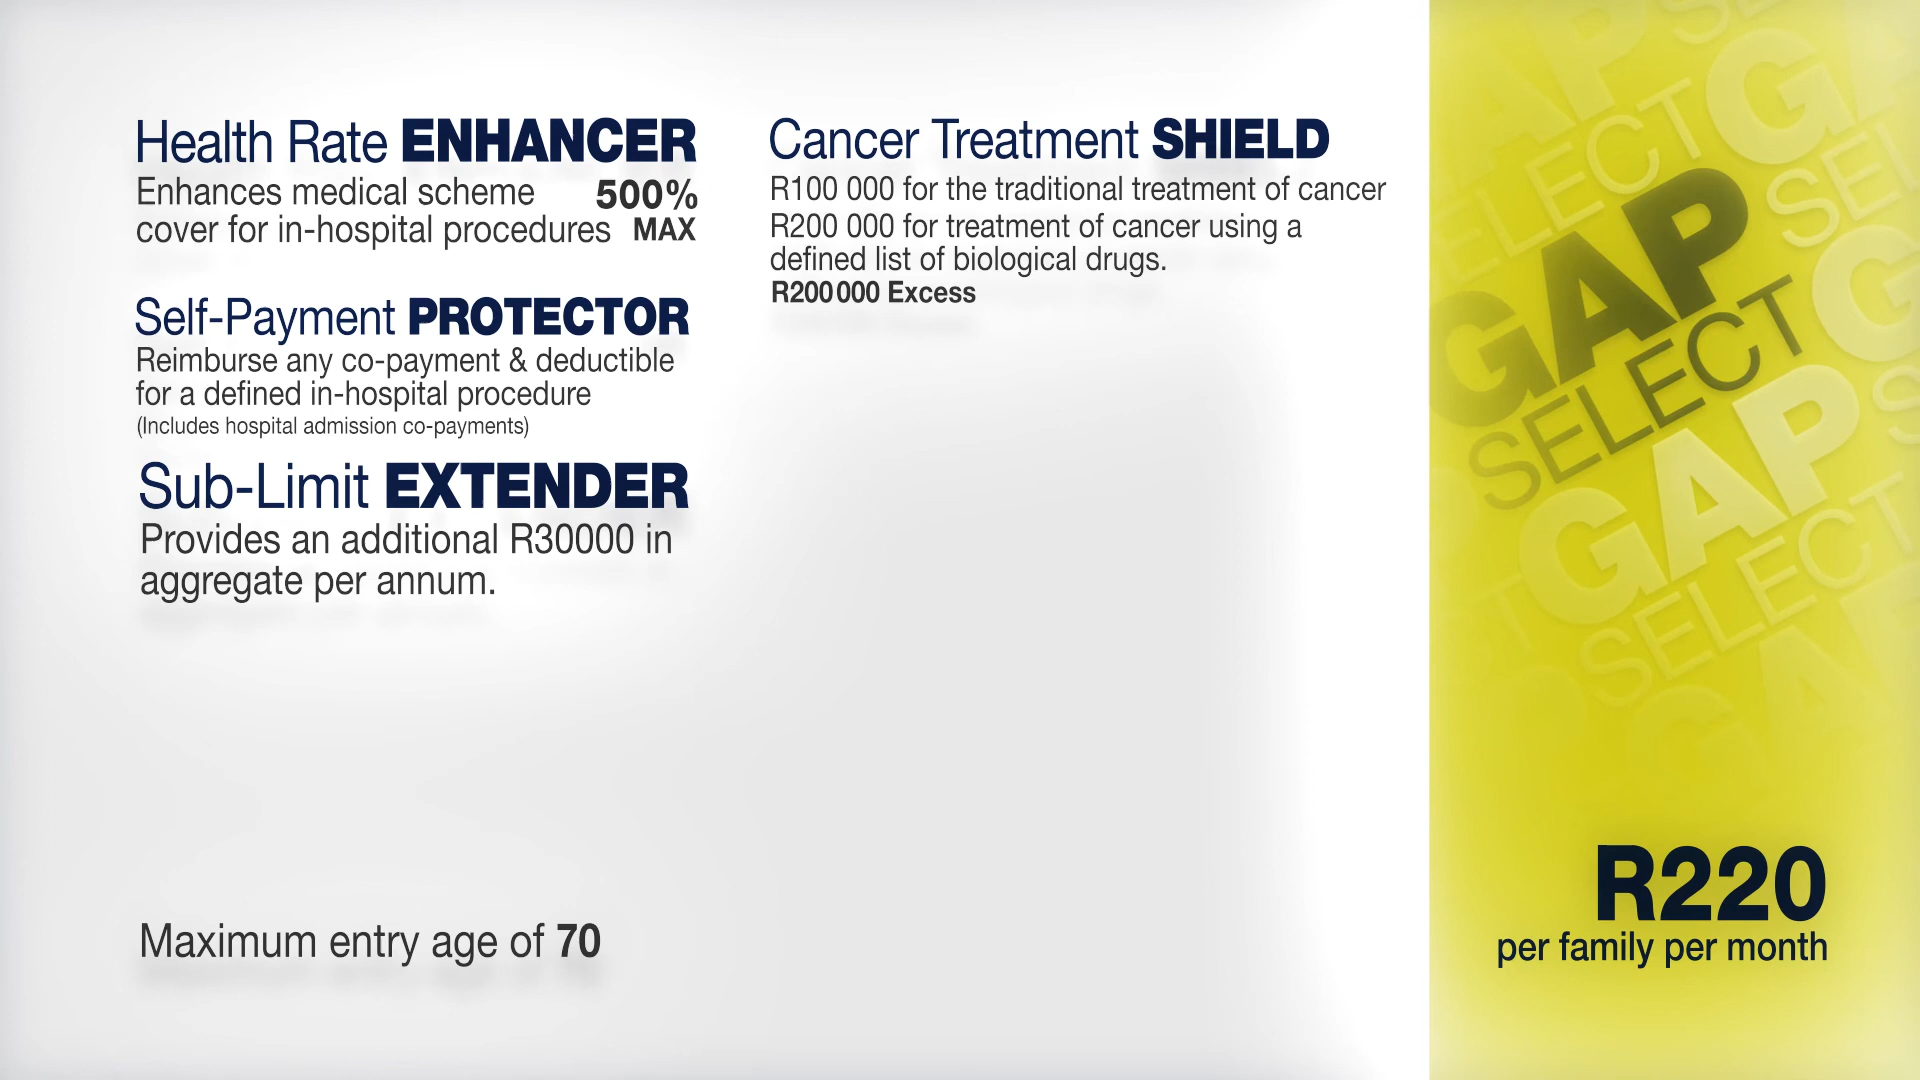 Health Rate ENHANCER
Enhances medical scheme 500%
cover for in-hospital procedures MAX
Self-Payment PROTECTOR
Reimburse any co-payment & deductible
for a defined in-hospital procedure
(Includes hospital admission co-payments)
Sub-Limit EXTENDER
Provides an additional R30000 in
aggregate per annum.
Maximum entry age of 70
Cancer Treatment SHIELD
R100 000 for the traditional treatment of cancer
R200 000 for treatment of cancer using a
defined list of biological drugs.
R200 000 Excess
GAP
SELECT
GAP
SELECT
SELECT
R220
per family per month